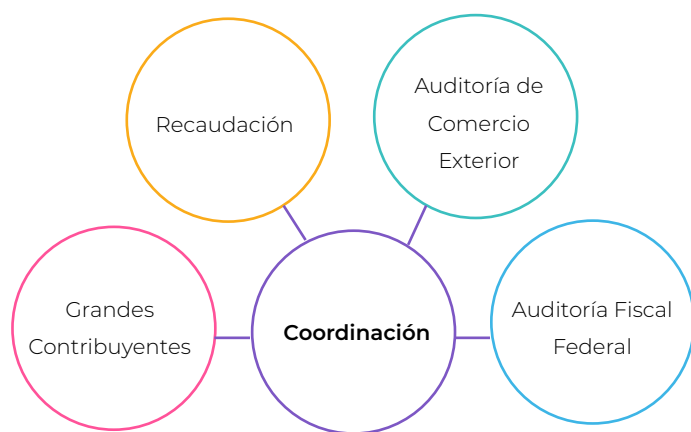 Recaudación
Auditoría de
Comercio
Exterior
Grandes
Contribuyentes
Coordinación
Auditoría Fiscal
Federal